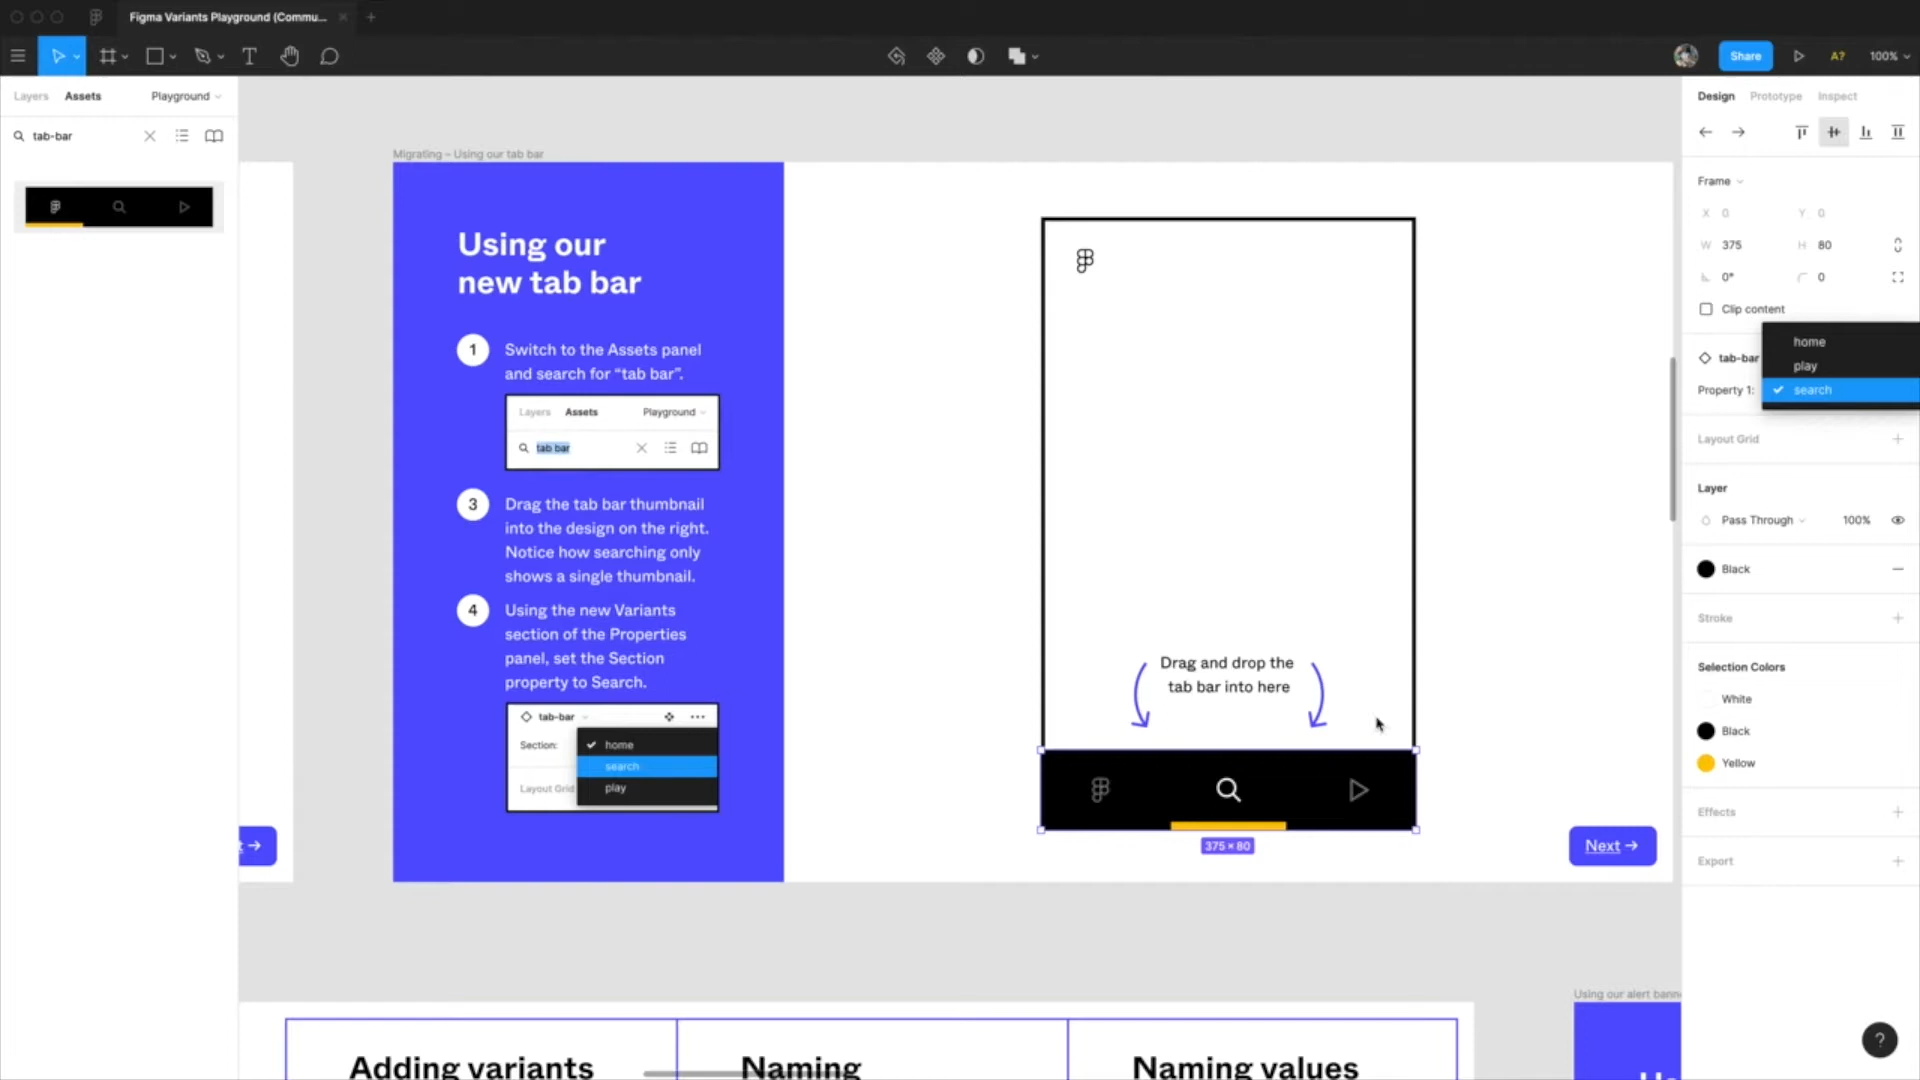 Figma Variants Playground (Commu...
Share
A?
100%
Layers
Assets
Playground
tab-bar
Migrating – Using our tab bar
Using our
new tab bar
1
Switch to the Assets panel
and search for “tab bar”.
Layers
Assets
Playground
tab bar
3
Drag the tab bar thumbnail
into the design on the right.
Notice how searching only
shows a single thumbnail.
4
Using the new Variants
section of the Properties
panel, set the Section
property to Search.
tab-bar
Section:
home
search
play
Layout Grid
Drag and drop the
tab bar into here
375 × 80
Next →
Adding variants
Naming
Naming values
Using our alert bann
Design
Prototype
Inspect
Frame
X 0
Y 0
W 375
H 80
0°
0
Clip content
tab-bar
Property 1:
home
play
search
Layout Grid
Layer
Pass Through
100%
Black
Stroke
Selection Colors
White
Black
Yellow
Effects
Export
?